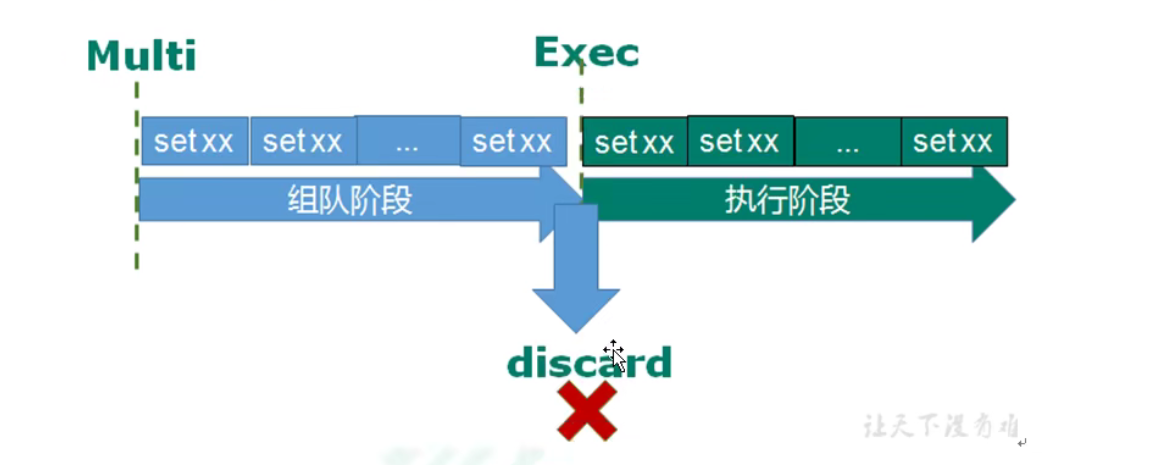 Multi
Exec
set xx set xx ... set xx set xx set xx ... set xx
组队阶段 执行阶段
discard
让天下没有难